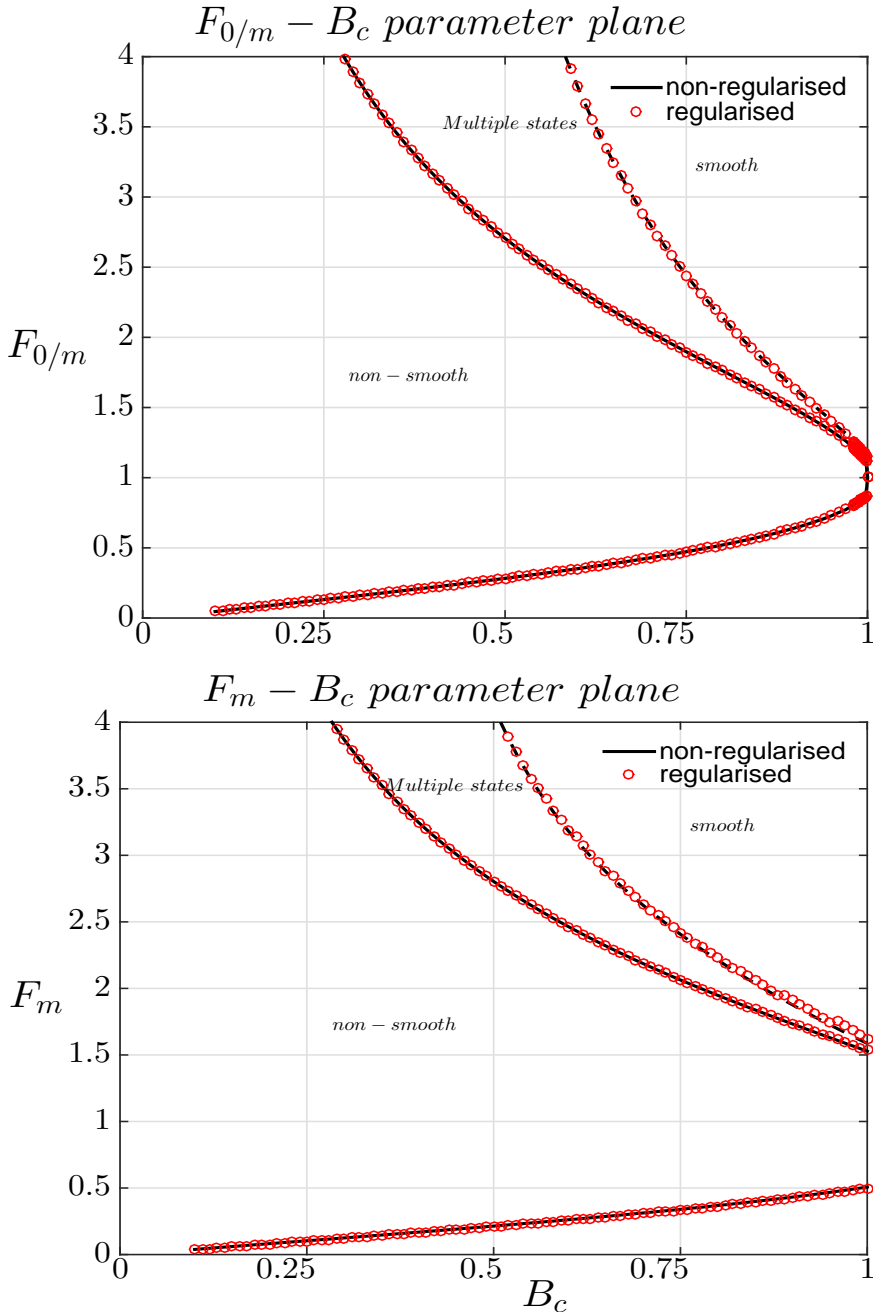 F_{0/m} − B_c parameter plane
4
non-regularised
regularised
Multiple states
3.5
smooth
3
2.5
F_{0/m}
2
non − smooth
1.5
1
0.5
0
0 0.25 0.5 0.75 1
F_m − B_c parameter plane
4
non-regularised
regularised
3.5
Multiple states
smooth
3
2.5
F_m
2
non − smooth
1.5
1
0.5
0
0 0.25 0.5 0.75 1
B_c